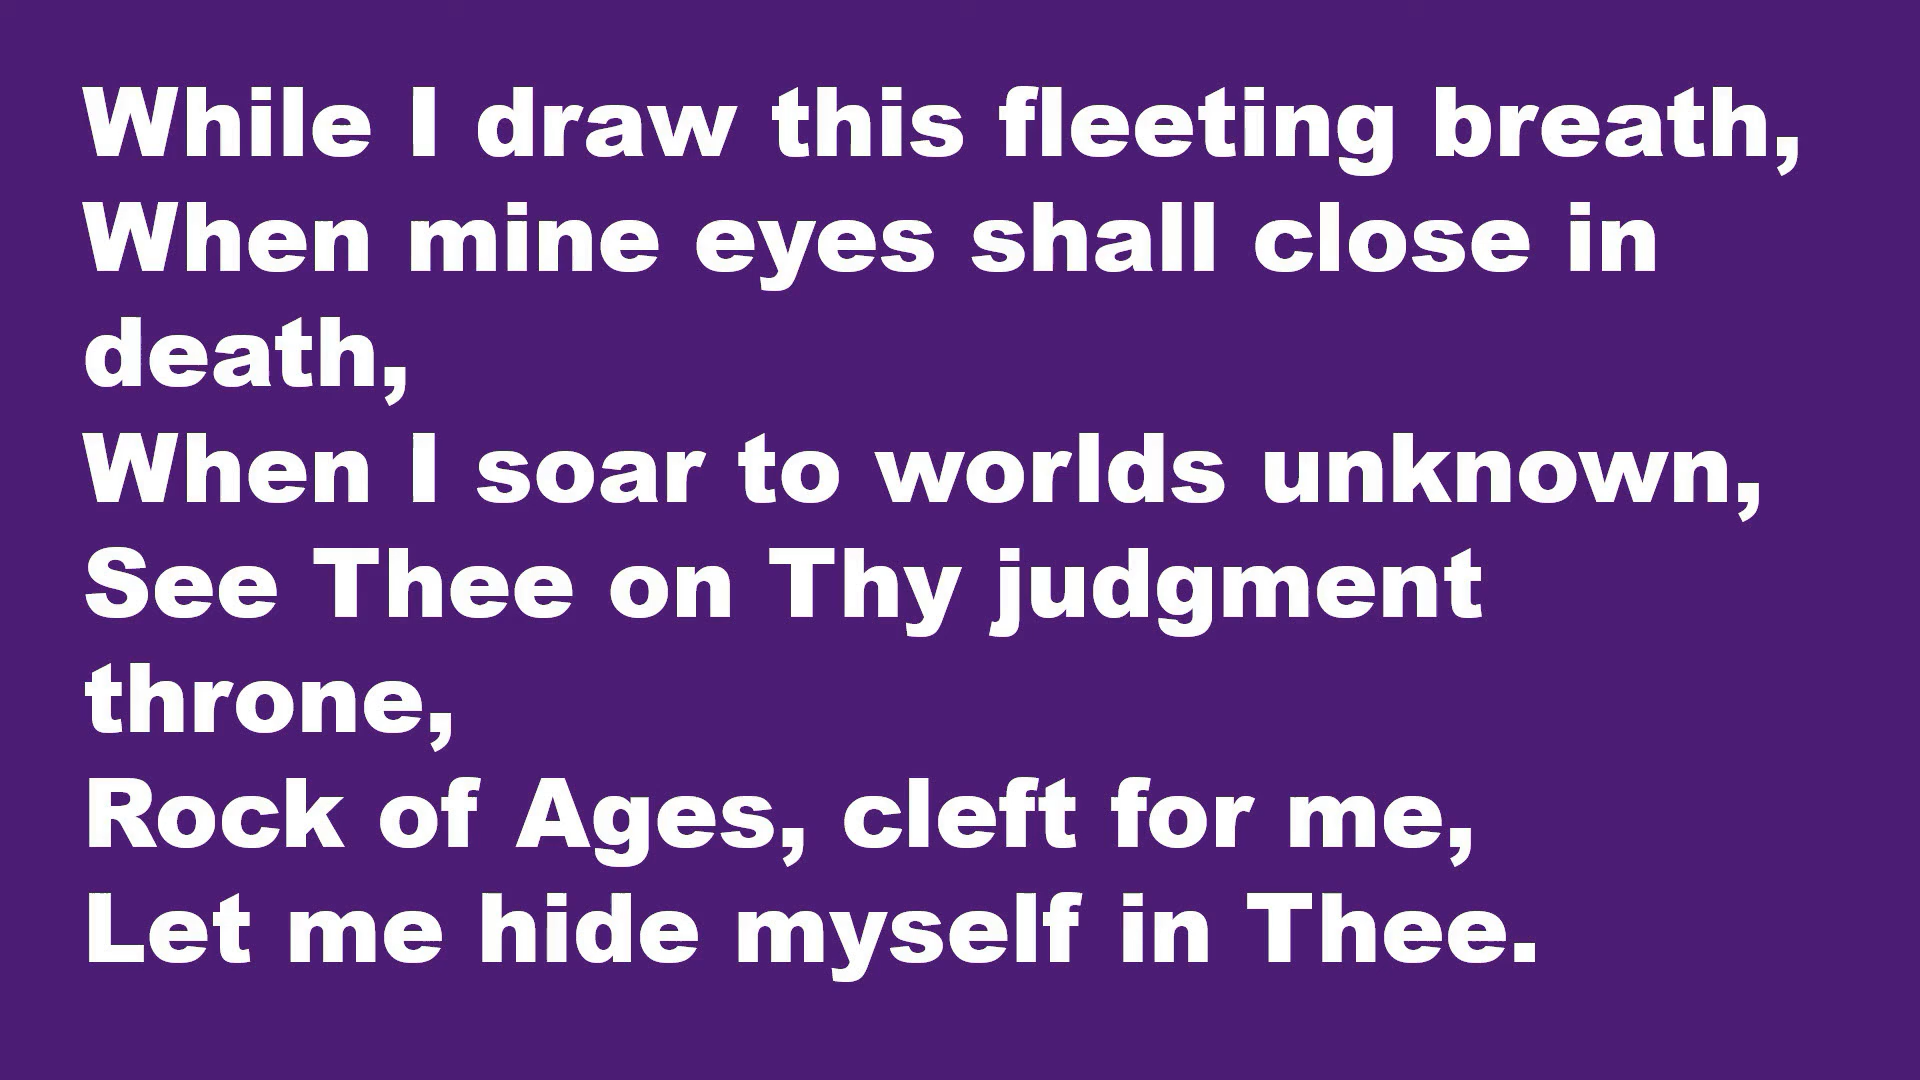 While I draw this fleeting breath,
When mine eyes shall close in
death,
When I soar to worlds unknown,
See Thee on Thy judgment
throne,
Rock of Ages, cleft for me,
Let me hide myself in Thee.